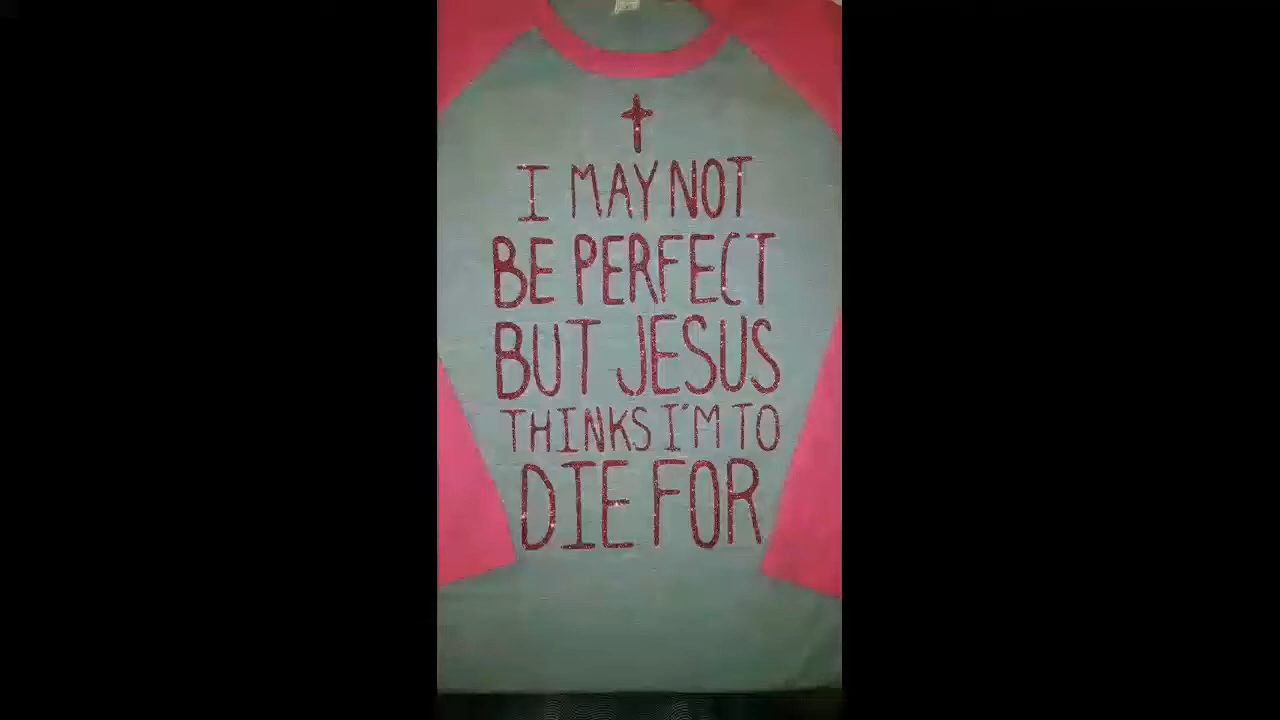 I MAY NOT
BE PERFECT
BUT JESUS
THINKS I'M TO
DIE FOR